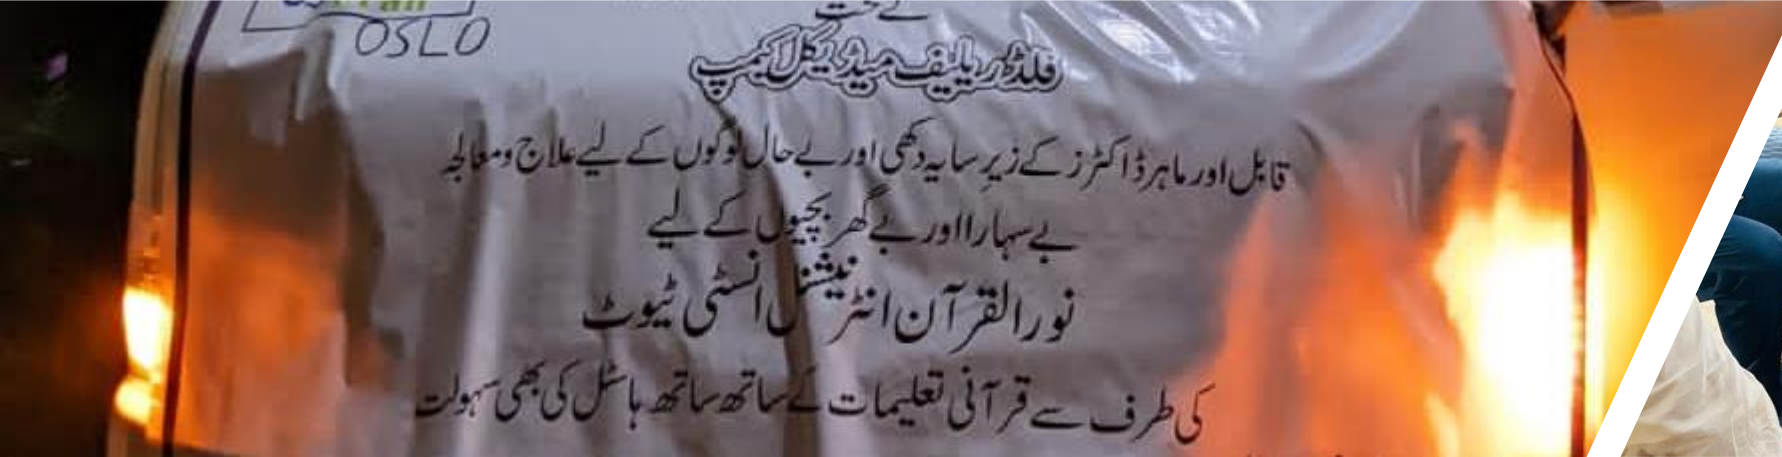 OSLO
کے تحت
فلڈ ریلیف میڈیکل کیمپ
قابل اور ماہر ڈاکٹرز کے زیرِ سایہ دکھی اور بے حال لوگوں کے لیے علاج ومعالجہ
بے سہارا اور بے گھر بچیوں کے لیے
نور القرآن انٹرنیشنل انسٹی ٹیوٹ
کی طرف سے قرآنی تعلیمات کے ساتھ ساتھ ہاسٹل کی بھی سہولت